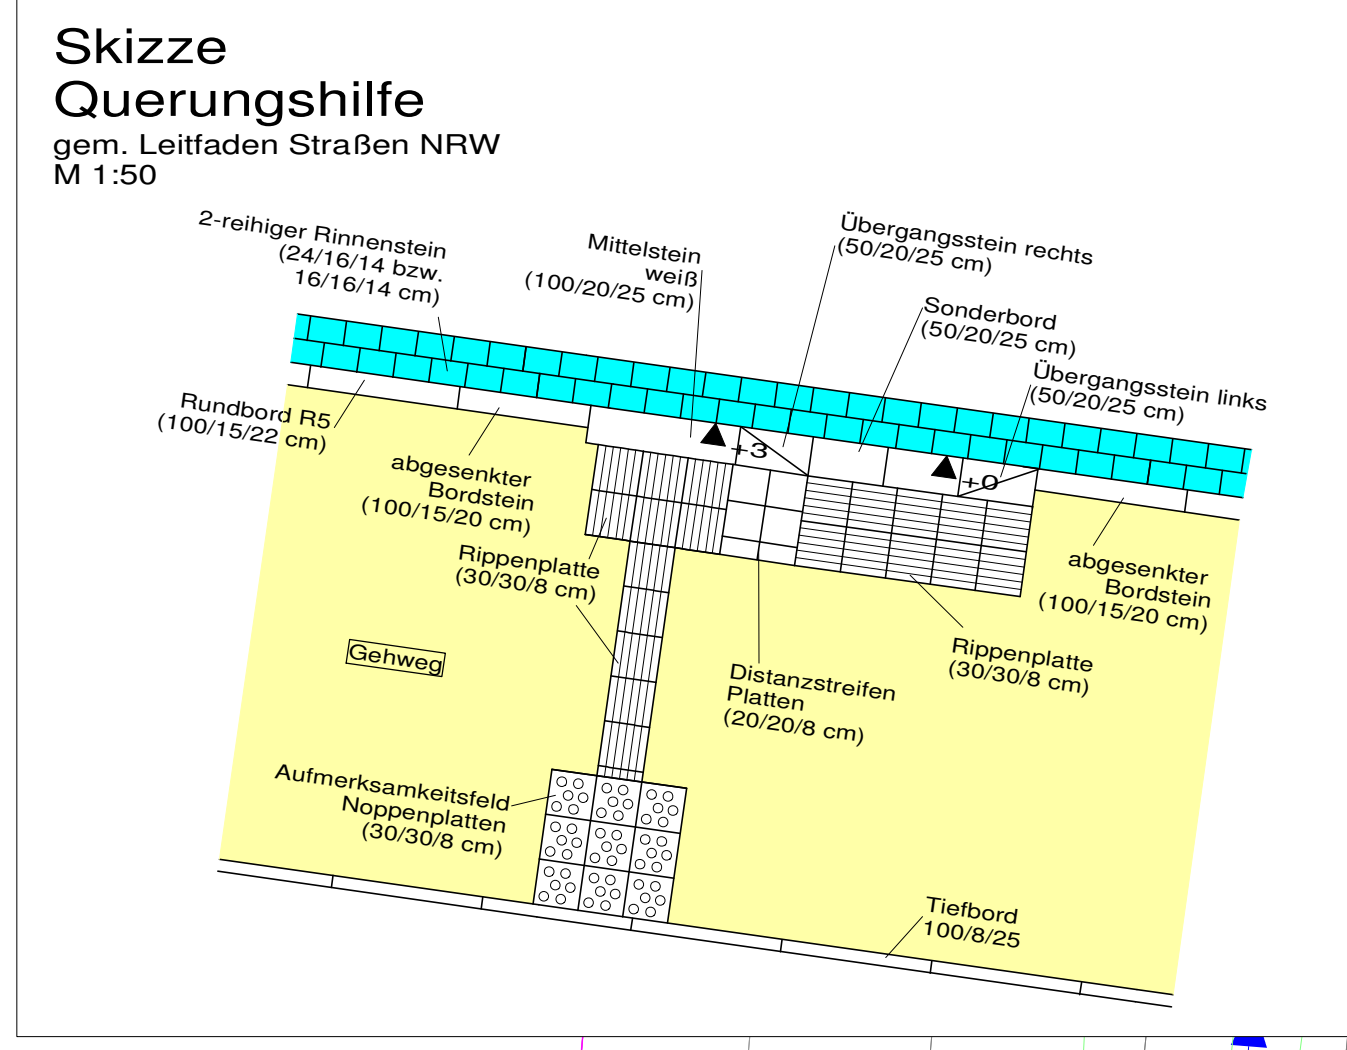 Skizze
Querungshilfe
gem. Leitfaden Straßen NRW
M 1:50
2-reihiger Rinnenstein
(24/16/14 bzw.
16/16/14 cm)
Mittelstein
weiß
(100/20/25 cm)
Übergangsstein rechts
(50/20/25 cm)
Sonderbord
(50/20/25 cm)
Übergangsstein links
(50/20/25 cm)
Rundbord R5
(100/15/22 cm)
+3
+0
abgesenkter
Bordstein
(100/15/20 cm)
Rippenplatte
(30/30/8 cm)
abgesenkter
Bordstein
(100/15/20 cm)
Gehweg
Rippenplatte
(30/30/8 cm)
Distanzstreifen
Platten
(20/20/8 cm)
Aufmerksamkeitsfeld
Noppenplatten
(30/30/8 cm)
Tiefbord
100/8/25